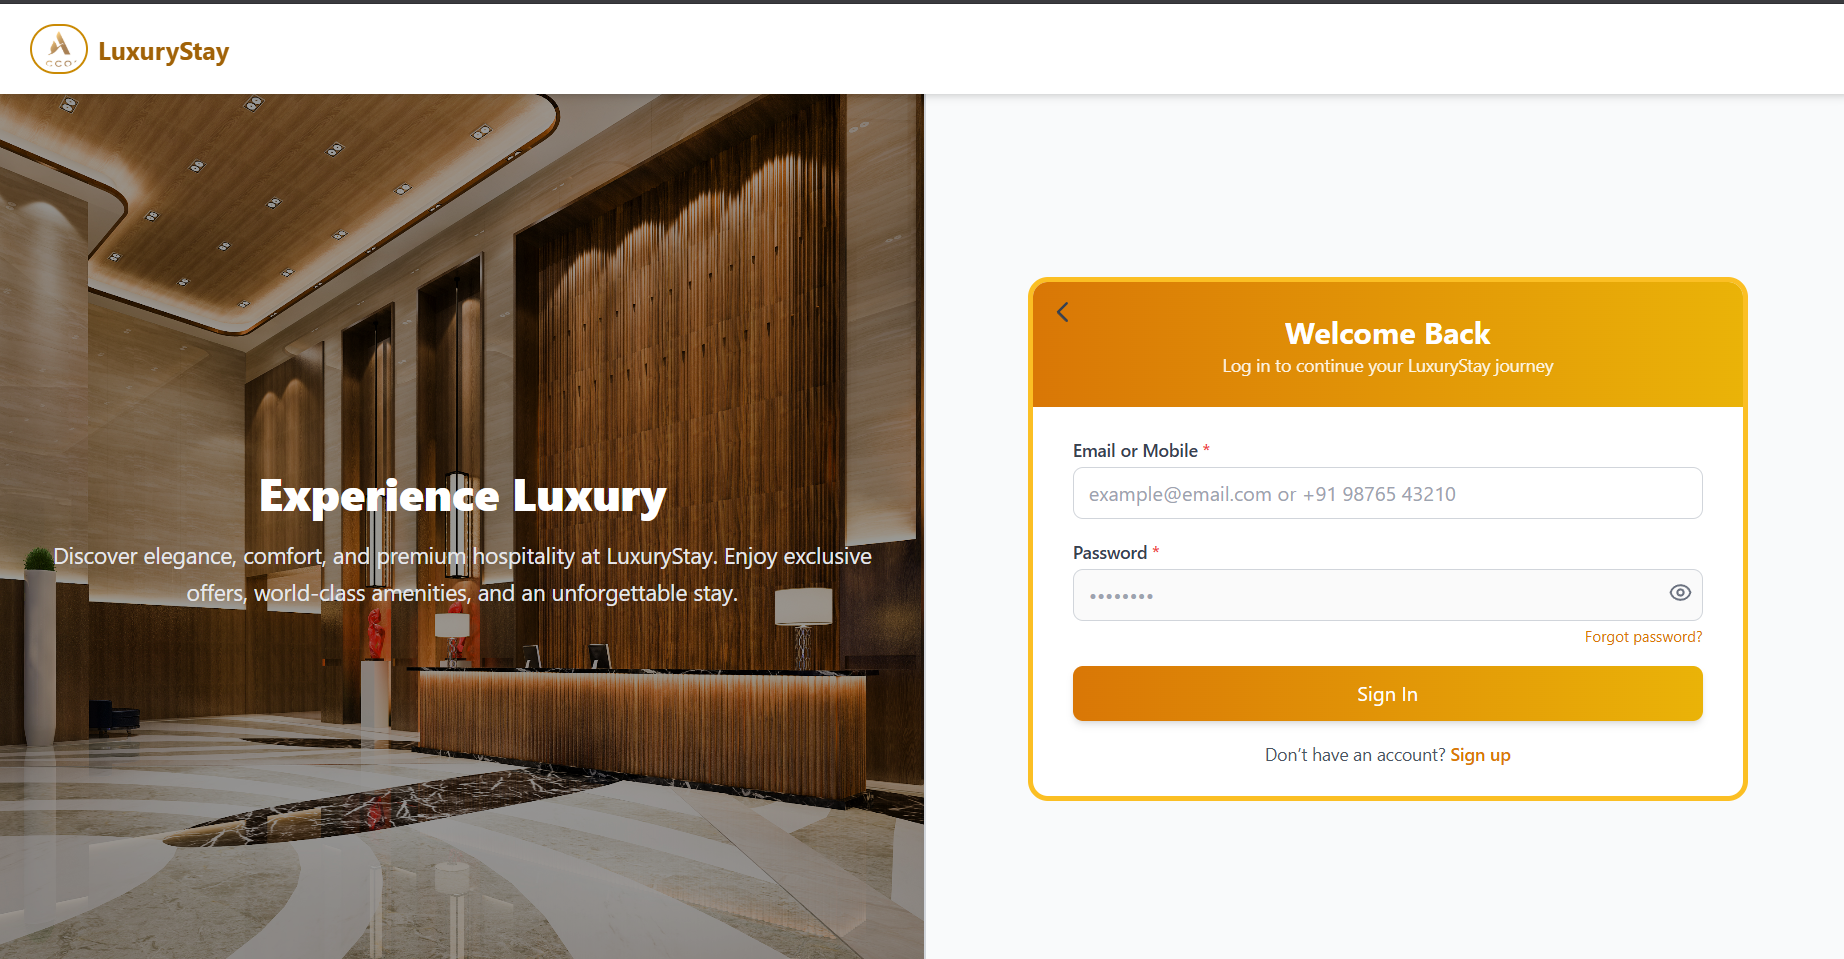 CCO
LuxuryStay
Experience Luxury
Discover elegance, comfort, and premium hospitality at LuxuryStay. Enjoy exclusive
offers, world-class amenities, and an unforgettable stay.
Welcome Back
Log in to continue your LuxuryStay journey
Email or Mobile *
example@email.com or +91 98765 43210
Password *
••••••••
Forgot password?
Sign In
Don’t have an account? Sign up